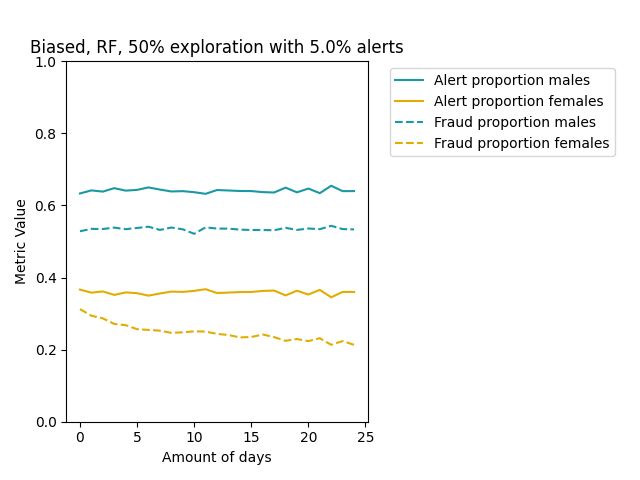 Biased, RF, 50% exploration with 5.0% alerts
Alert proportion males
Alert proportion females
Fraud proportion males
Fraud proportion females
Metric Value
1.0
0.8
0.6
0.4
0.2
0.0
0 5 10 15 20 25
Amount of days